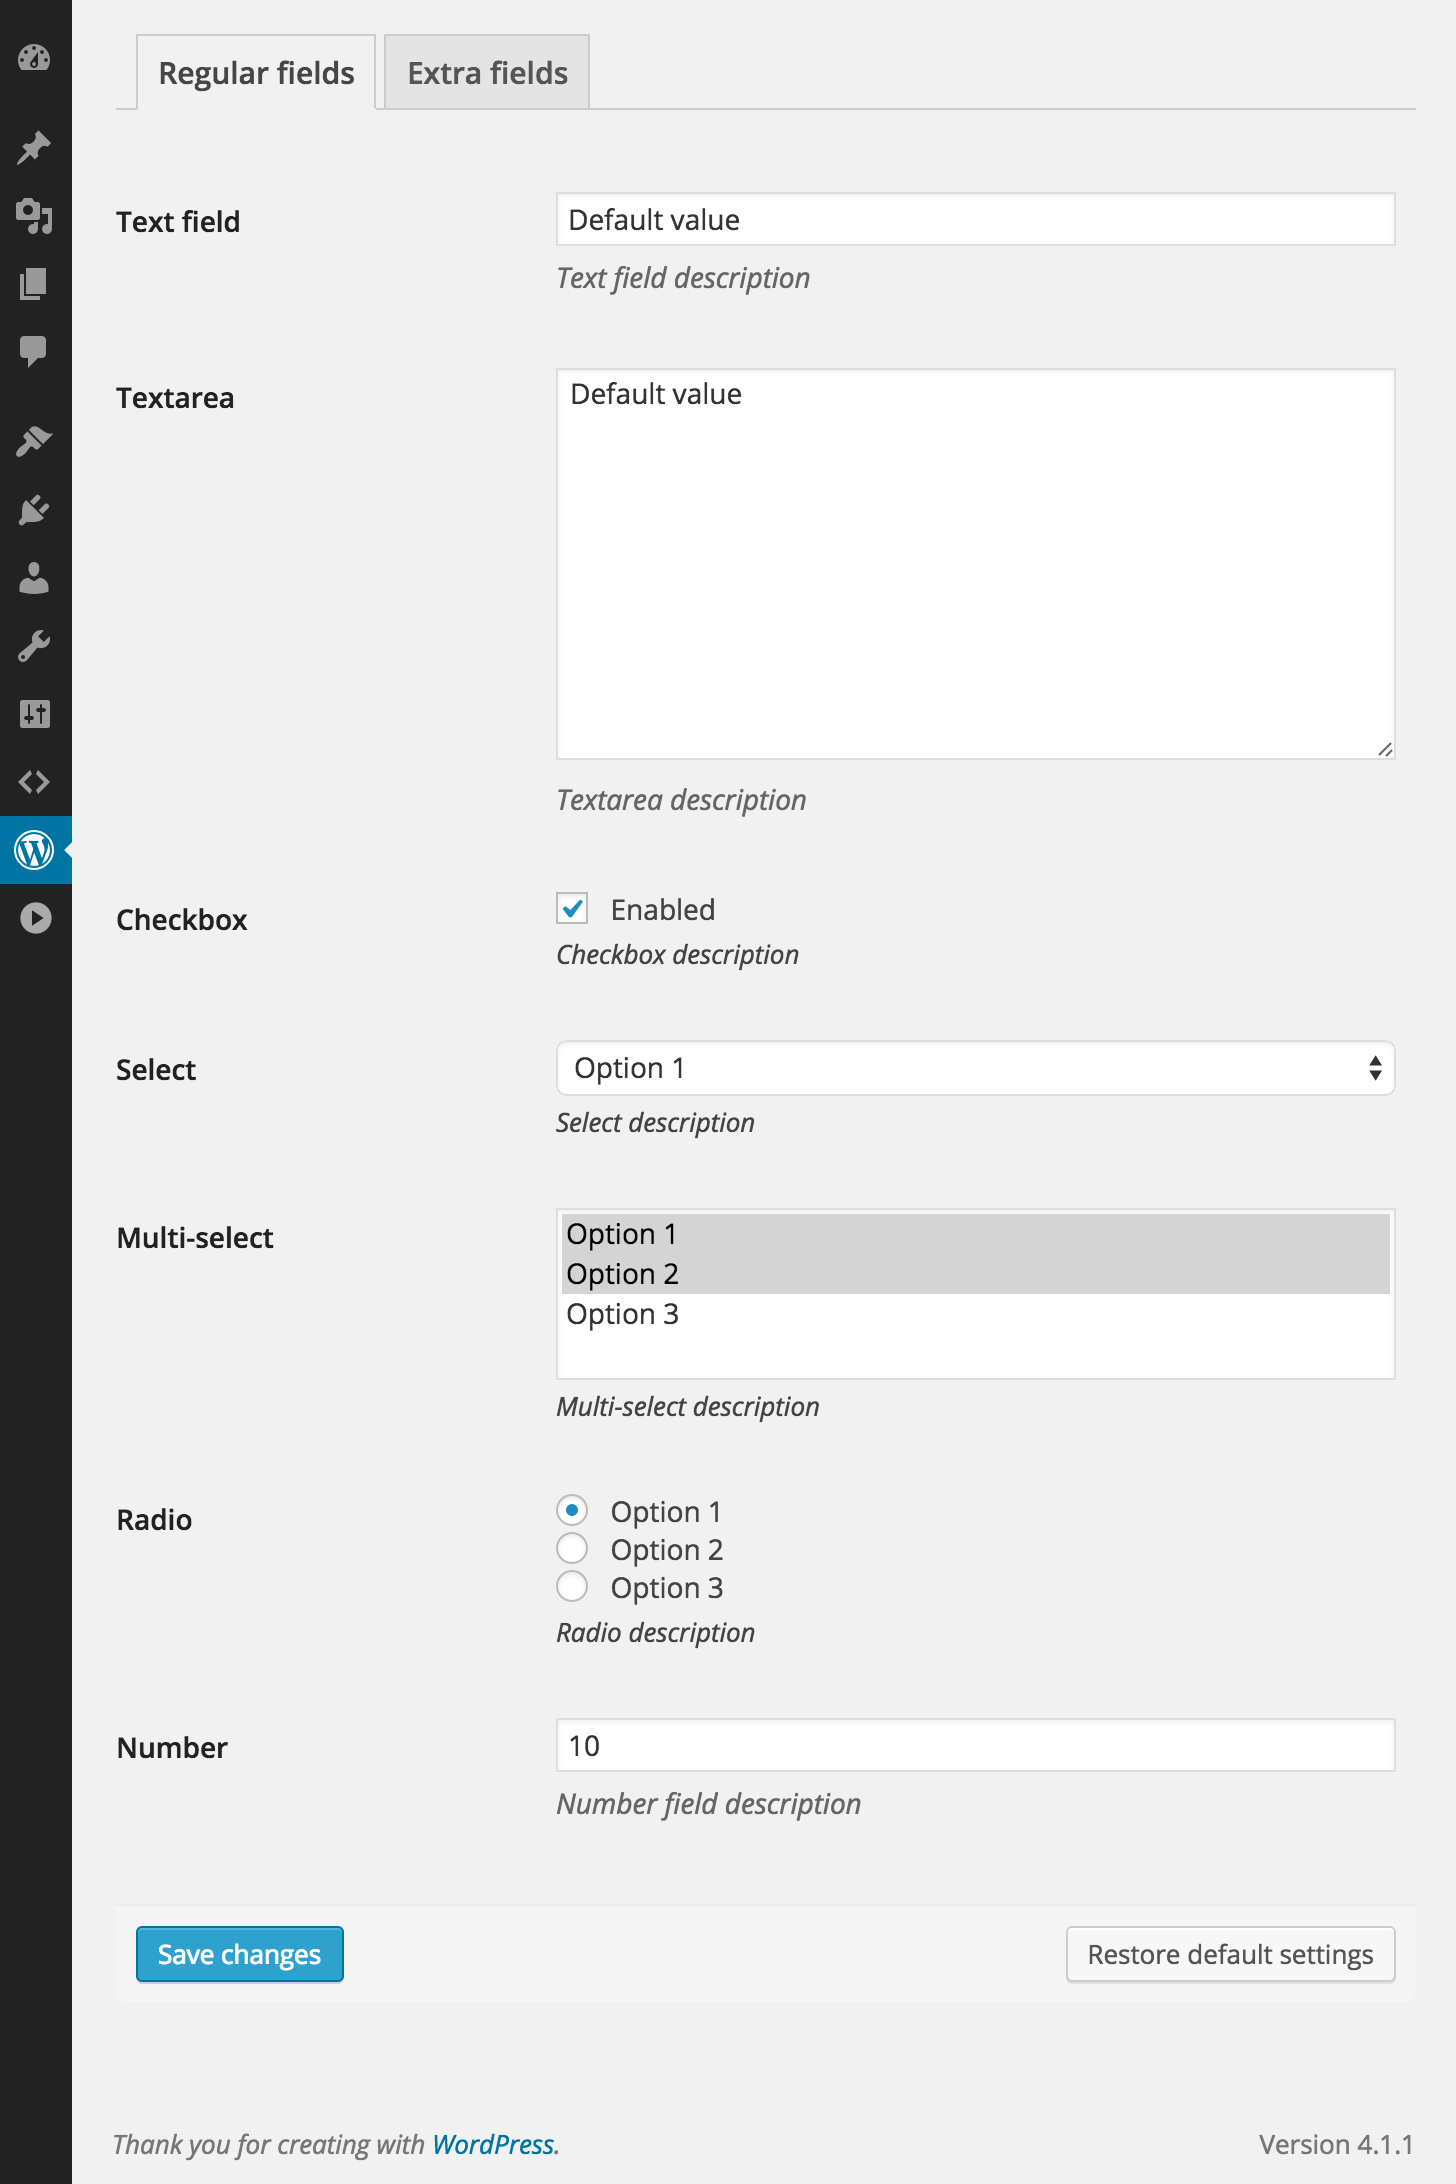 Regular fields
Extra fields
Text field
Default value
Text field description
Textarea
Default value
Textarea description
Checkbox
Enabled
Checkbox description
Select
Option 1
Select description
Multi-select
Option 1
Option 2
Option 3
Multi-select description
Radio
Option 1
Option 2
Option 3
Radio description
Number
10
Number field description
Save changes
Restore default settings
Thank you for creating with WordPress.
Version 4.1.1